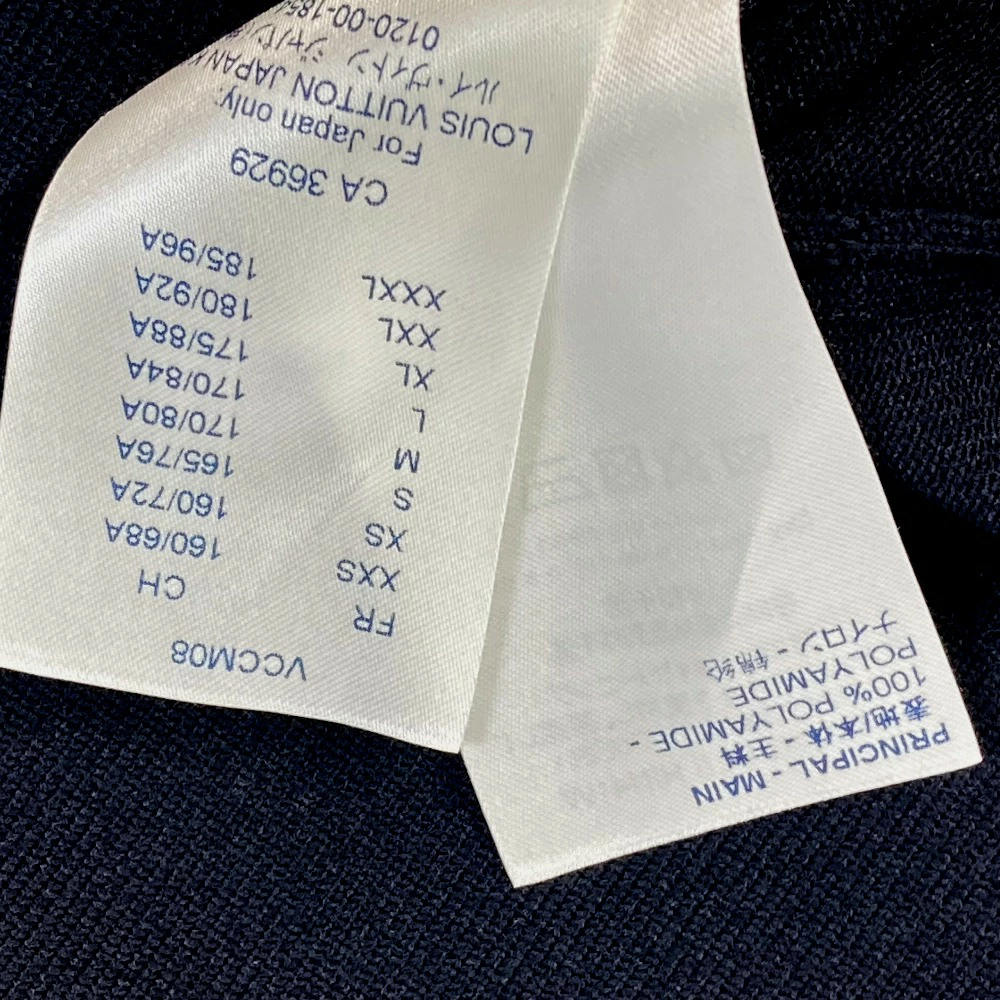 PRINCIPAL - MAIN
表地/本体 - 主料
100% POLYAMIDE -
POLYAMIDE
ナイロン - 锦纶
VCCM08
FR CH
XXS 160/68A
XS 160/72A
S 165/76A
M 170/80A
L 170/84A
XL 175/88A
XXL 180/92A
XXXL 185/96A
CA 36929
For Japan only.
LOUIS VUITTON JAPAN
ルイ・ヴィトン ジャパン
0120-00-185